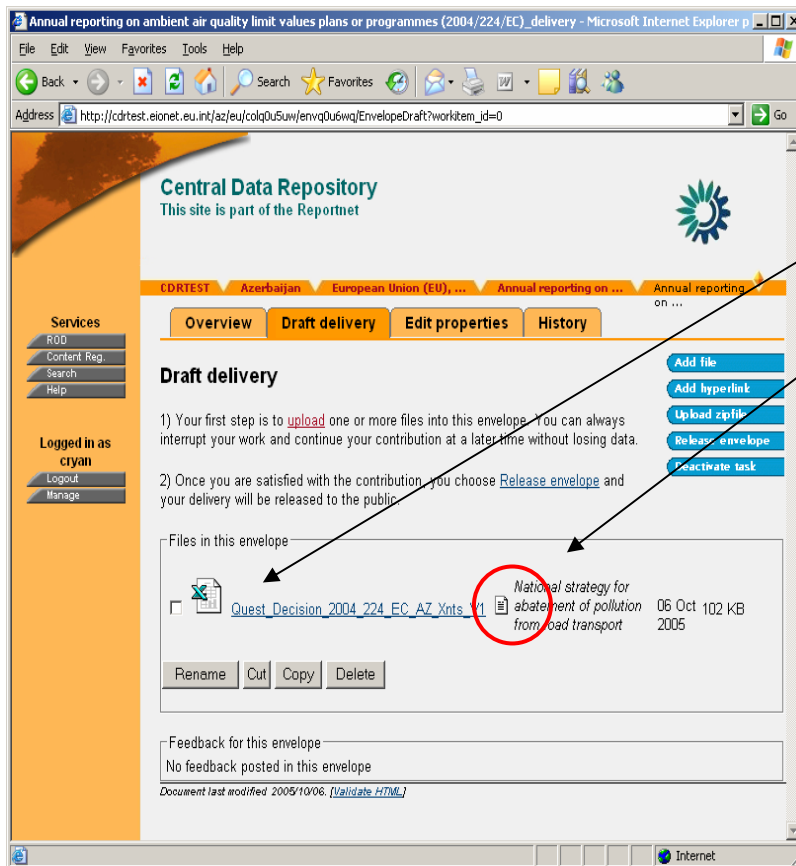 Annual reporting on ambient air quality limit values plans or programmes (2004/224/EC)_delivery - Microsoft Internet Explorer p
File Edit View Favorites Tools Help
Back Search Favorites
Address http://cdrtest.eionet.eu.int/az/eu/colq0u5uw/envq0u6wq/EnvelopeDraft?workitem_id=0 Go
Central Data Repository
This site is part of the Reportnet
CDRTEST Azerbaijan European Union (EU), ... Annual reporting on ... Annual reporting
on ...
Services
ROD
Content Reg.
Search
Help
Logged in as
cryan
Logout
Manage
Overview Draft delivery Edit properties History
Add file
Add hyperlink
Upload zipfile
Release envelope
Deactivate task
Draft delivery
1) Your first step is to upload one or more files into this envelope. You can always
interrupt your work and continue your contribution at a later time without losing data.
2) Once you are satisfied with the contribution, you choose Release envelope and
your delivery will be released to the public.
Files in this envelope
Quest_Decision_2004_224_EC_AZ_Xnts_V1
National strategy for
abatement of pollution
from road transport
06 Oct
2005
102 KB
Rename Cut Copy Delete
Feedback for this envelope
No feedback posted in this envelope
Document last modified 2005/10/06. [Validate HTML]
Internet